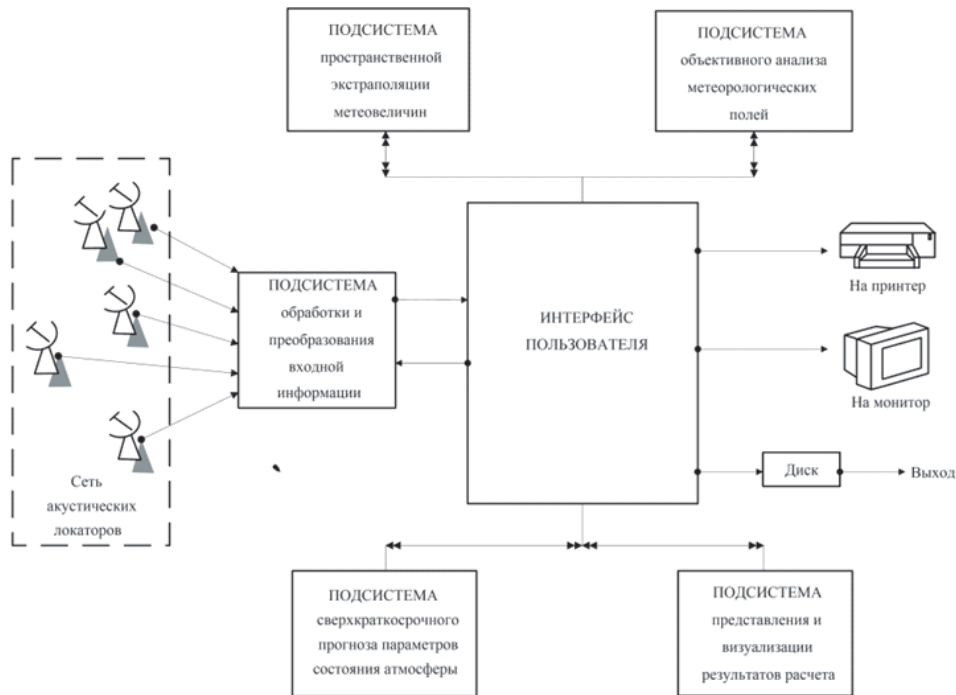 ПОДСИСТЕМА
пространственной
экстраполяции
метеовеличин
ПОДСИСТЕМА
объективного анализа
метеорологических
полей
Сеть
акустических
локаторов
ПОДСИСТЕМА
обработки и
преобразования
входной
информации
ИНТЕРФЕЙС
ПОЛЬЗОВАТЕЛЯ
На принтер
На монитор
Диск
Выход
ПОДСИСТЕМА
сверхкраткосрочного
прогноза параметров
состояния атмосферы
ПОДСИСТЕМА
представления и
визуализации
результатов расчета